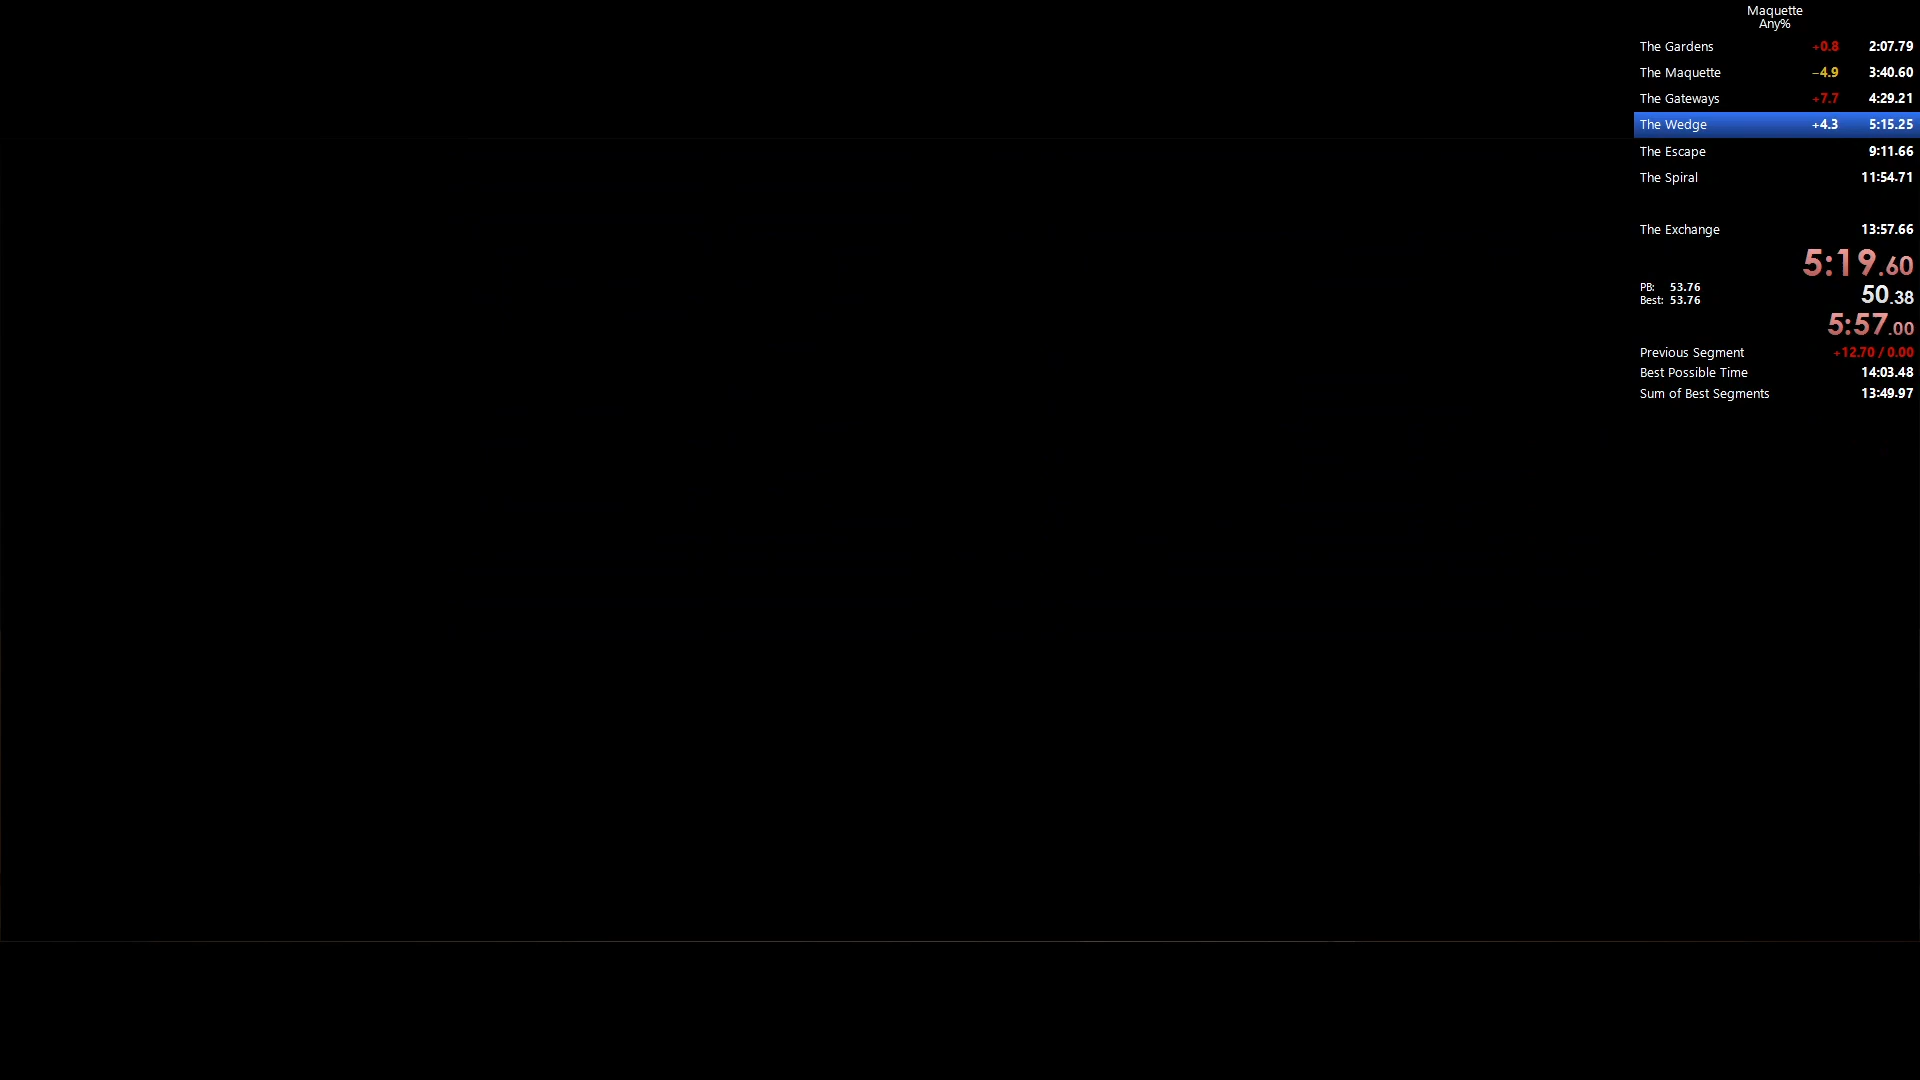 Maquette
Any%
The Gardens +0.8 2:07.79
The Maquette −4.9 3:40.60
The Gateways +7.7 4:29.21
The Wedge +4.3 5:15.25
The Escape 9:11.66
The Spiral 11:54.71
The Exchange 13:57.66
5:19.60
PB: 53.76
Best: 53.76
50.38
5:57.00
Previous Segment +12.70 / 0.00
Best Possible Time 14:03.48
Sum of Best Segments 13:49.97